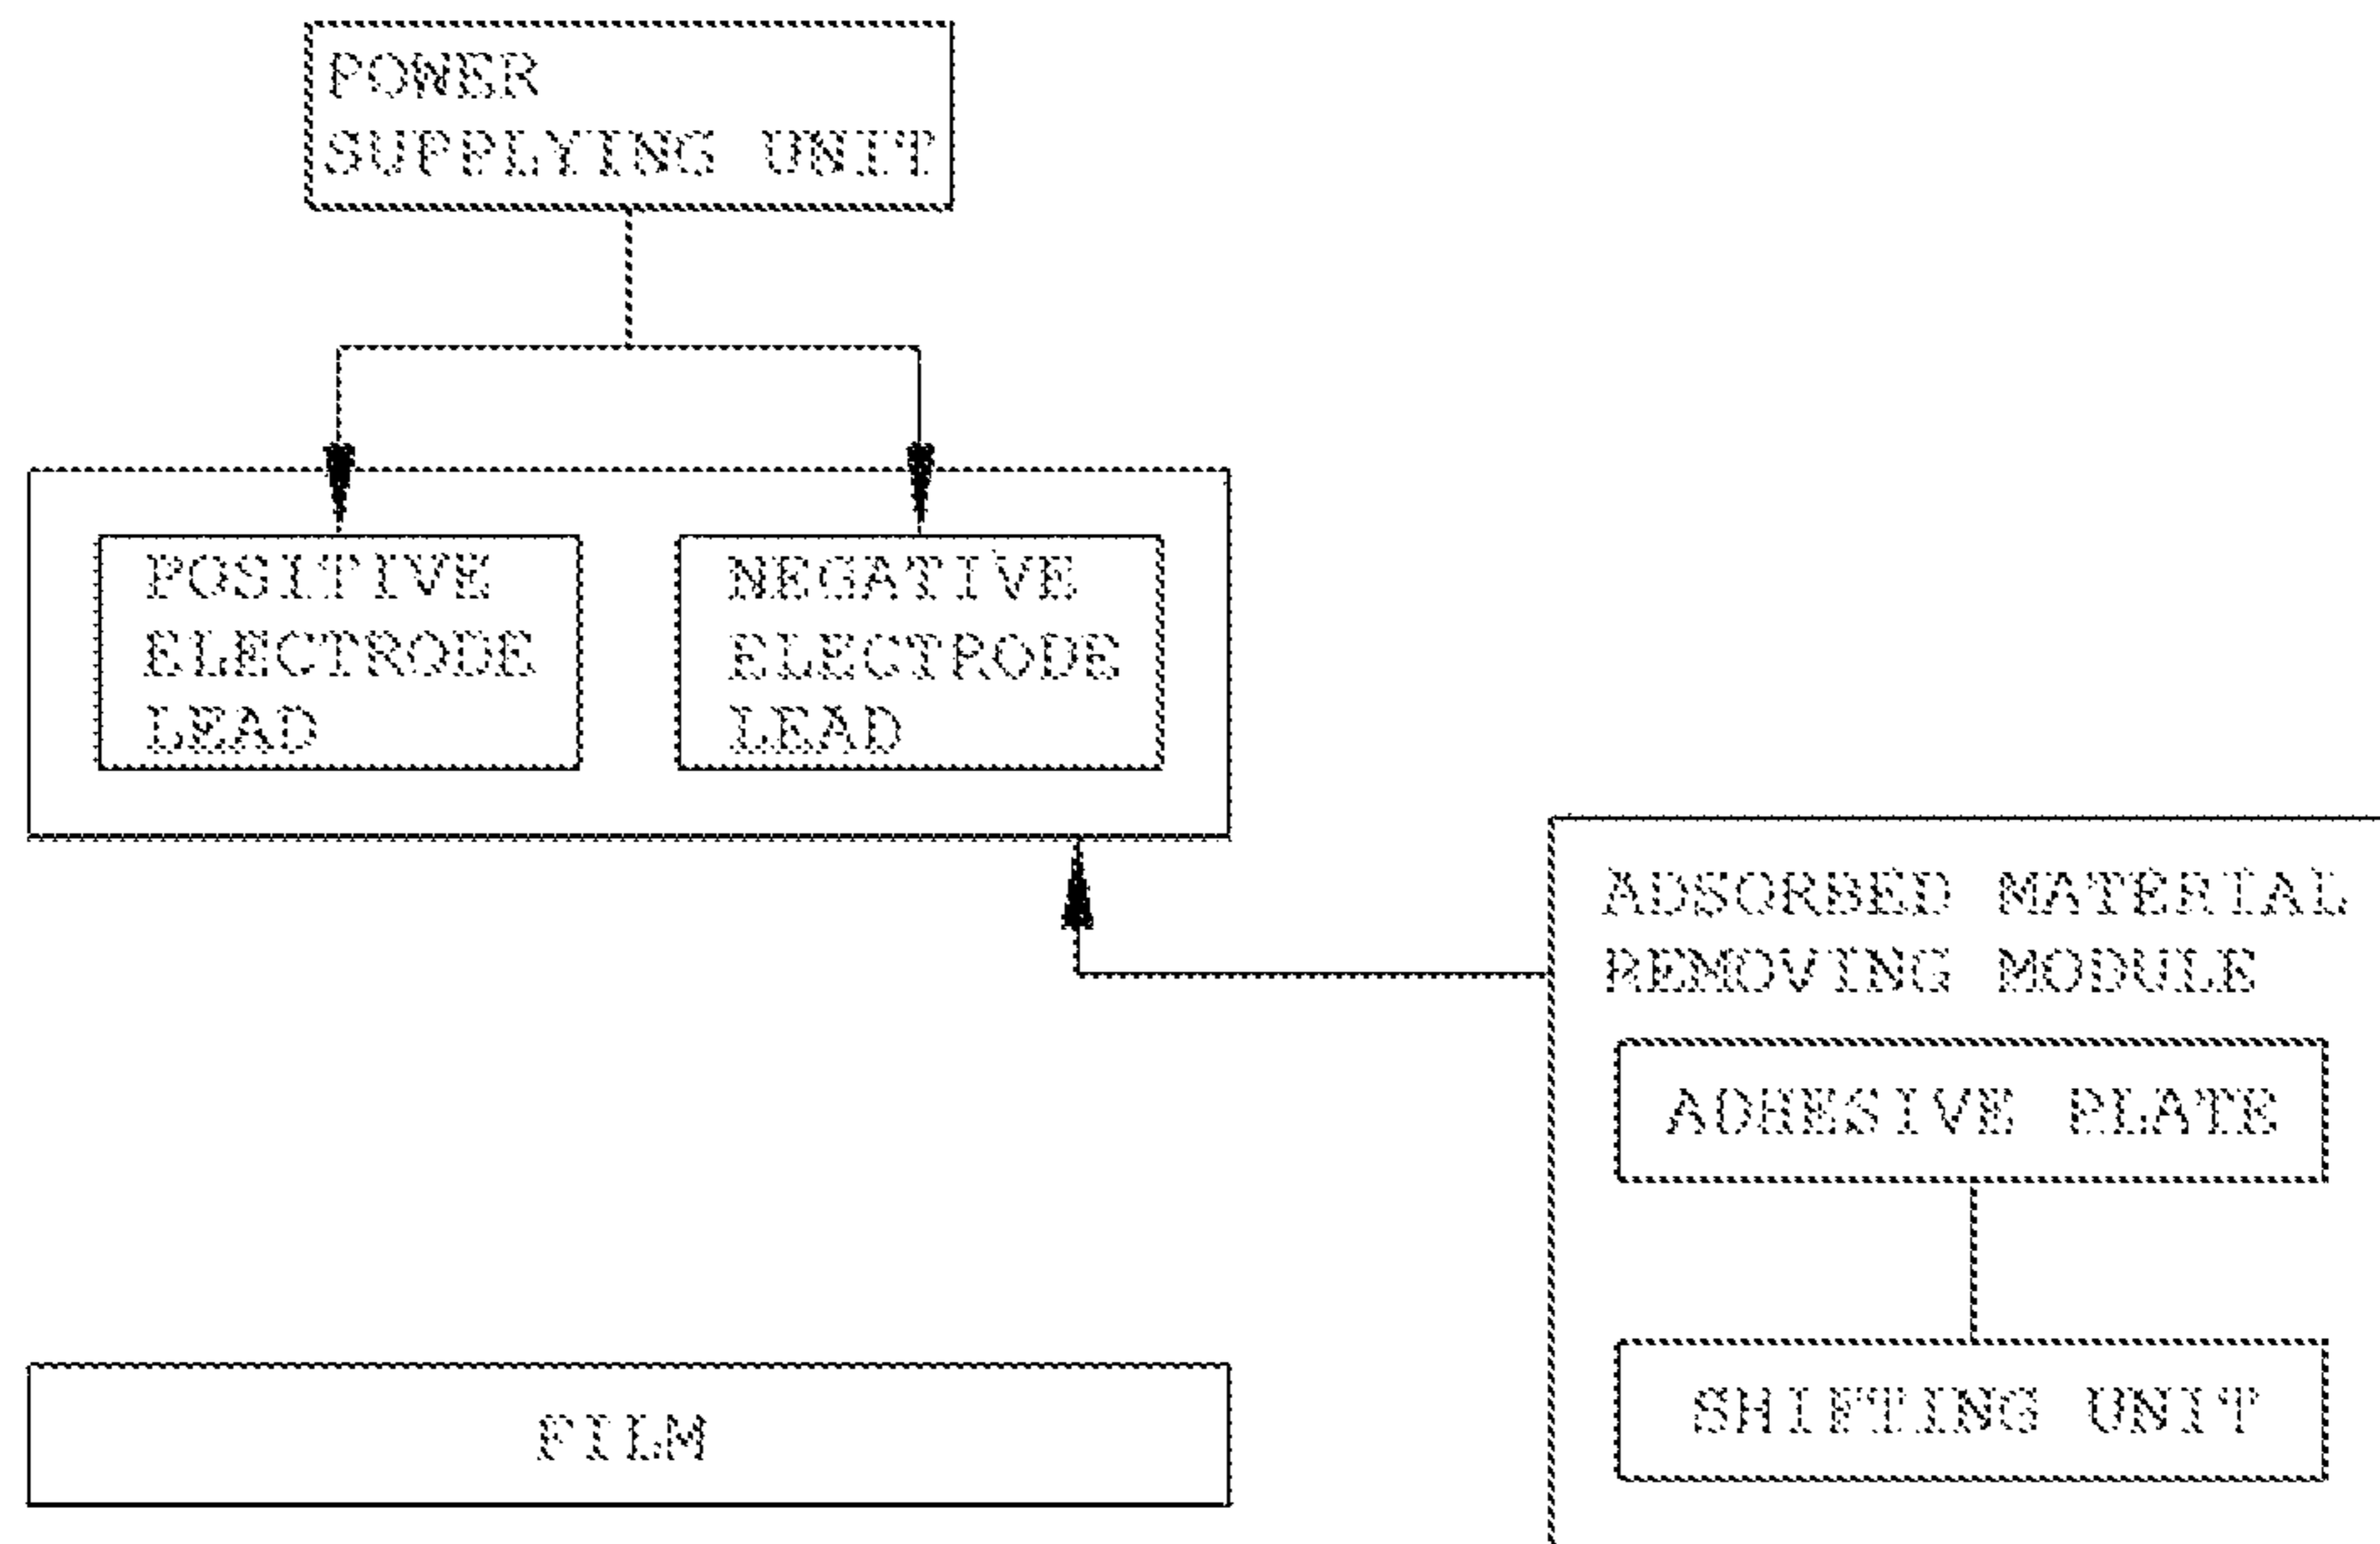 POWER
SUPPLYING UNIT
POSITIVE
ELECTRODE
LEAD
NEGATIVE
ELECTRODE
LEAD
ADSORBED MATERIAL
REMOVING MODULE
ADHESIVE PLATE
SHIFTING UNIT
FILM